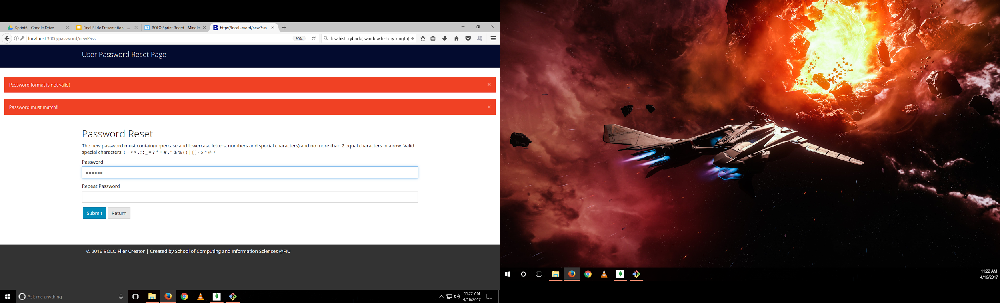 Sprint6 - Google Drive
Final Slide Presentation - ...
BOLO Sprint Board - Mingle
http://local...word/newPass
localhost:3000/password/newPass
90%
dow.historyback(-window.history.length)
User Password Reset Page
Password format is not valid!
Password must match!!
Password Reset
The new password must contain(uppercase and lowercase letters, numbers and special characters) and no more than 2 equal characters in a row. Valid
special characters: ! ~ < > , ; : _ = ? * + # . " & % ( ) | [ ] - $ ^ @ /
Password
Repeat Password
Submit
Return
© 2016 BOLO Flier Creator | Created by School of Computing and Information Sciences @FIU
Ask me anything
11:22 AM
4/16/2017
11:22 AM
4/16/2017